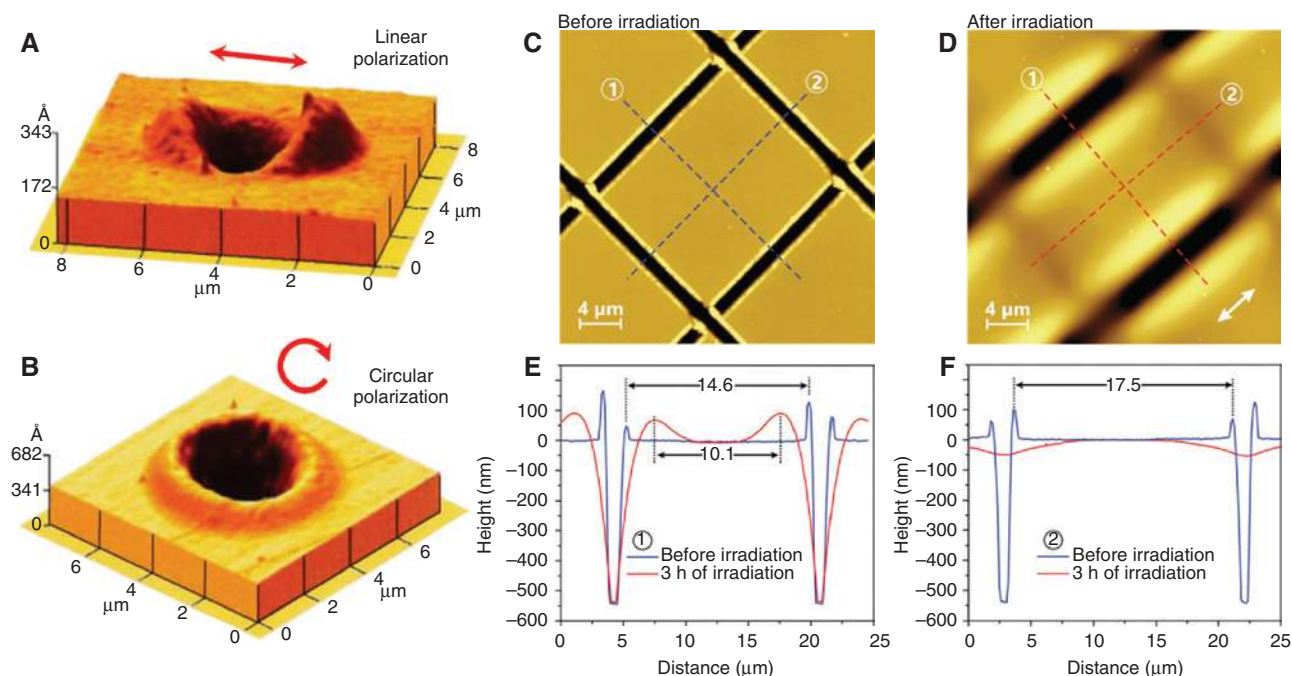 Before irradiation
After irradiation
A
Linear
polarization
Å
343
172
0
8
6
4
2
0
μm
0
2
4
6
8
μm
B
Circular
polarization
Å
682
341
0
6
4
2
0
μm
0
2
4
6
μm
C
1
2
4 μm
D
1
2
4 μm
E
14.6
10.1
100
0
−100
−200
−300
−400
−500
−600
Height (nm)
1
Before irradiation
3 h of irradiation
0
5
10
15
20
25
Distance (μm)
F
17.5
100
0
−100
−200
−300
−400
−500
−600
Height (nm)
2
Before irradiation
3 h of irradiation
0
5
10
15
20
25
Distance (μm)